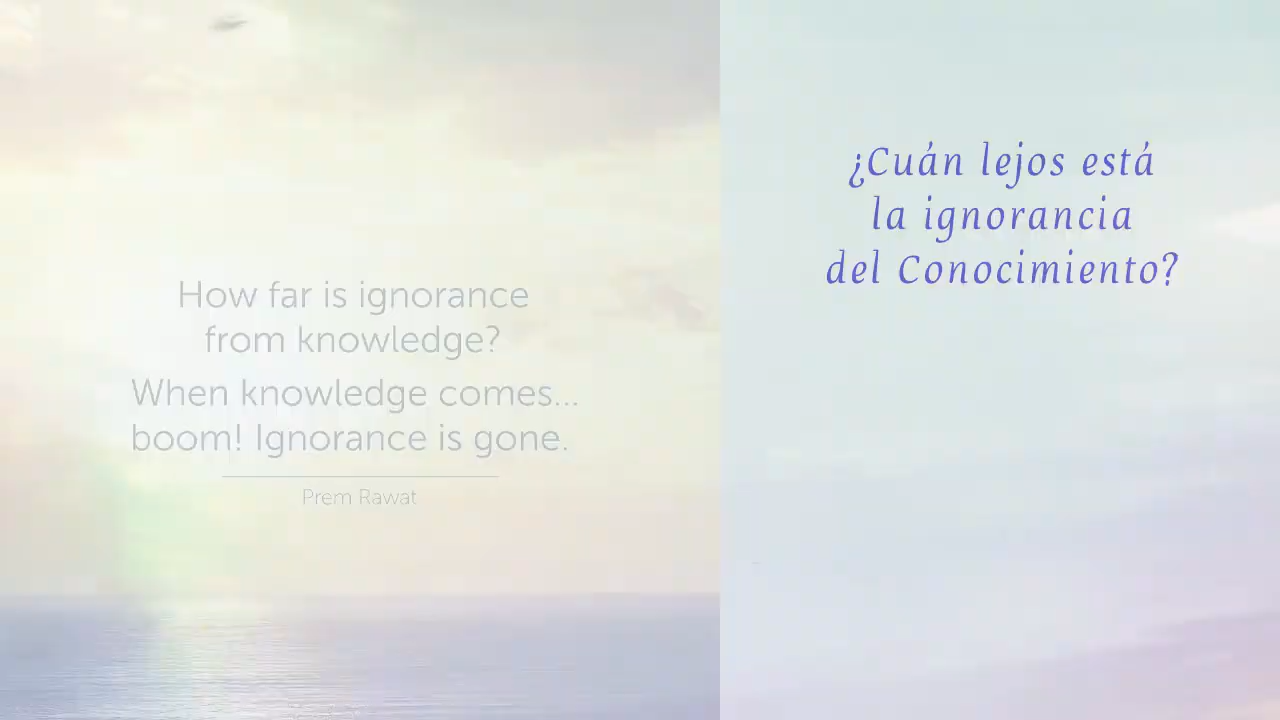 How far is ignorance
from knowledge?
When knowledge comes...
boom! Ignorance is gone.
Prem Rawat
¿Cuán lejos está
la ignorancia
del Conocimiento?